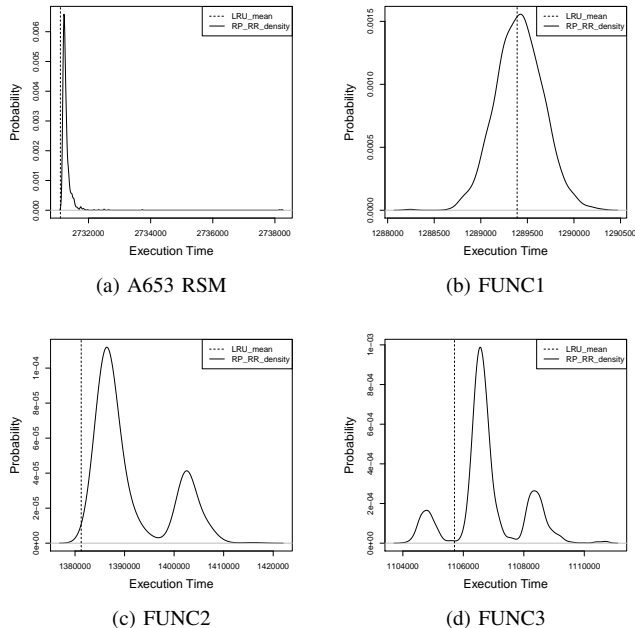 LRU_mean
RP_RR_density
Probability
0.000 0.001 0.002 0.003 0.004 0.005 0.006
2732000 2734000 2736000 2738000
Execution Time
(a) A653 RSM
LRU_mean
RP_RR_density
Probability
0.0000 0.0005 0.0010 0.0015
1288000 1288500 1289000 1289500 1290000 1290500
Execution Time
(b) FUNC1
LRU_mean
RP_RR_density
Probability
0e+00 2e-05 4e-05 6e-05 8e-05 1e-04
1380000 1390000 1400000 1410000 1420000
Execution Time
(c) FUNC2
LRU_mean
RP_RR_density
Probability
0e+00 2e-04 4e-04 6e-04 8e-04 1e-03
1104000 1106000 1108000 1110000
Execution Time
(d) FUNC3